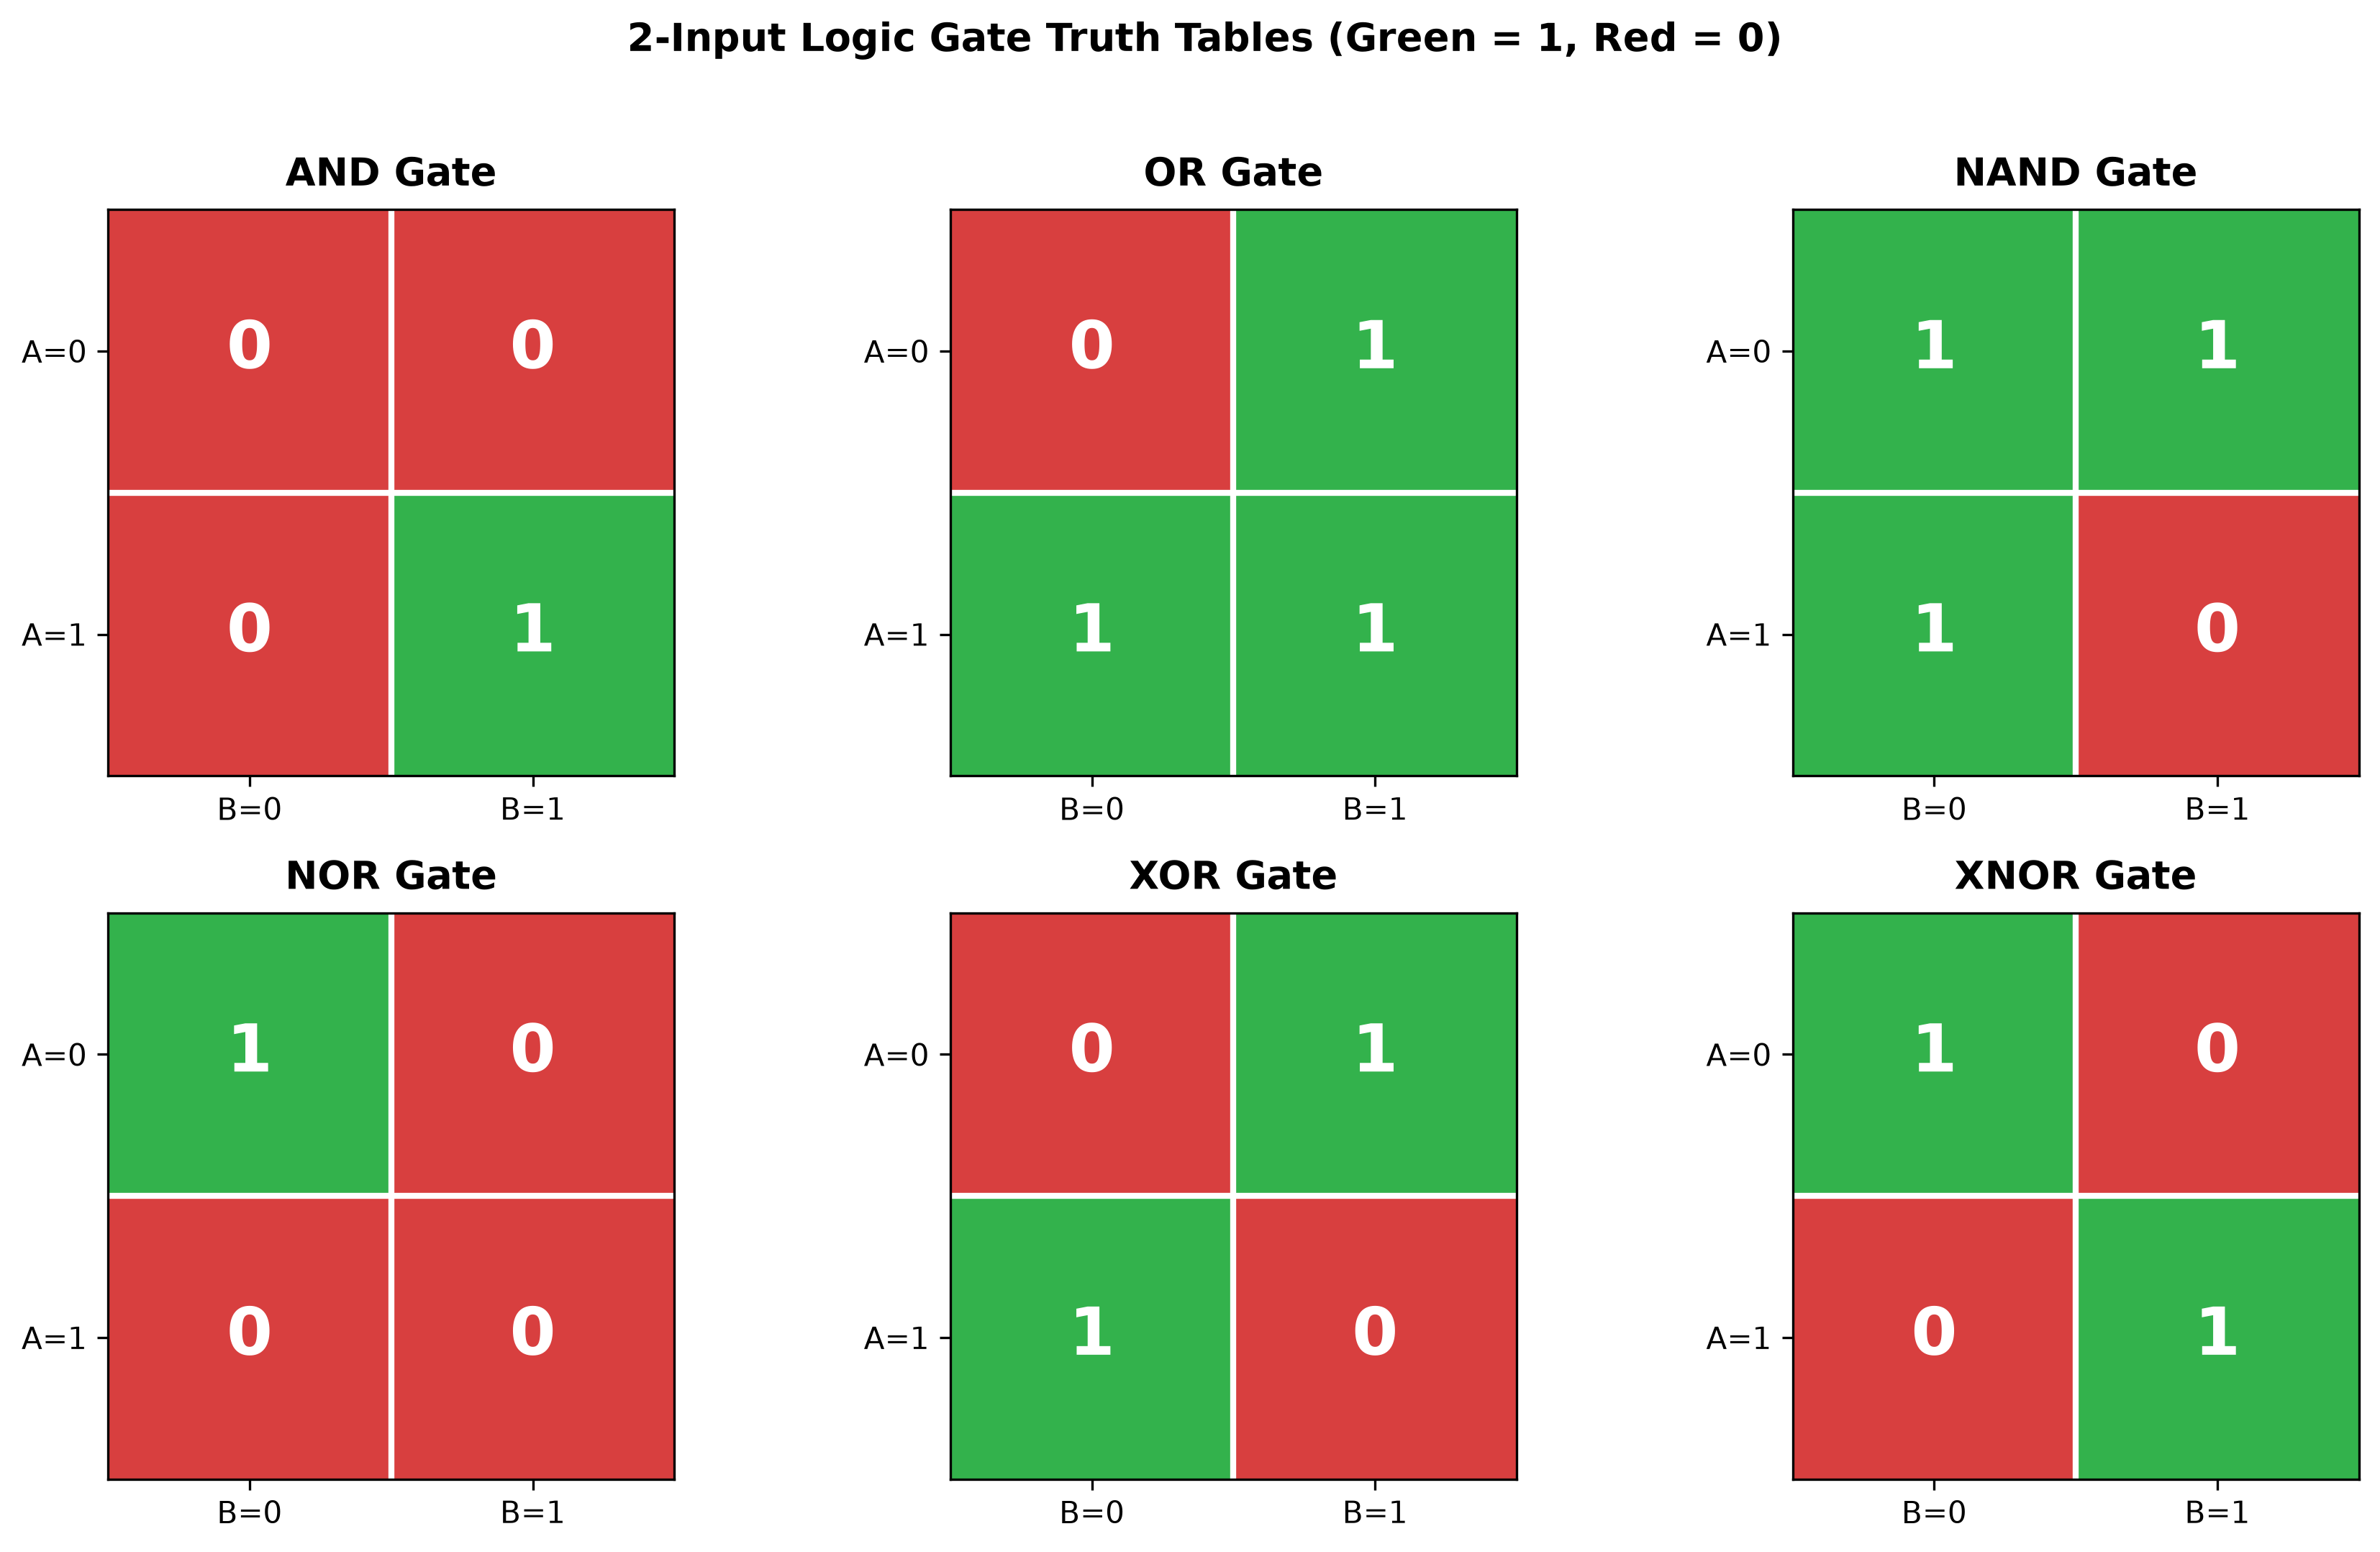 2-Input Logic Gate Truth Tables (Green = 1, Red = 0)
AND Gate
A=0 0 0
A=1 0 1
B=0 B=1
OR Gate
A=0 0 1
A=1 1 1
B=0 B=1
NAND Gate
A=0 1 1
A=1 1 0
B=0 B=1
NOR Gate
A=0 1 0
A=1 0 0
B=0 B=1
XOR Gate
A=0 0 1
A=1 1 0
B=0 B=1
XNOR Gate
A=0 1 0
A=1 0 1
B=0 B=1